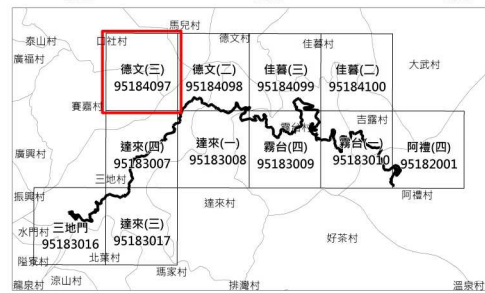 馬兒村
泰山村
口社村
德文村
佳暮村
廣福村
大武村
德文(三)
95184097
德文(二)
95184098
佳暮(三)
95184099
佳暮(二)
95184100
賽嘉村
吉露村
霧台村
廣興村
達來(四)
95183007
達來(一)
95183008
霧台(四)
95183009
95183010
阿禮(四)
95182001
三地村
振興村
達來村
阿禮村
水門村
三地門
95183016
達來(三)
95183017
好茶村
隘寮村
北葉村
瑪家村
龍泉村
涼山村
排灣村
溫泉村